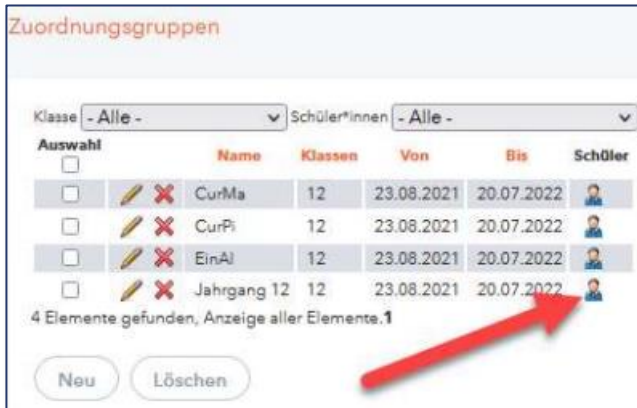 Zuordnungsgruppen
Klasse - Alle - Schüler*innen - Alle -
Auswahl Name Klassen Von Bis Schüler
CurMa 12 23.08.2021 20.07.2022
CurPi 12 23.08.2021 20.07.2022
EinAl 12 23.08.2021 20.07.2022
Jahrgang 12 12 23.08.2021 20.07.2022
4 Elemente gefunden, Anzeige aller Elemente.1
Neu Löschen